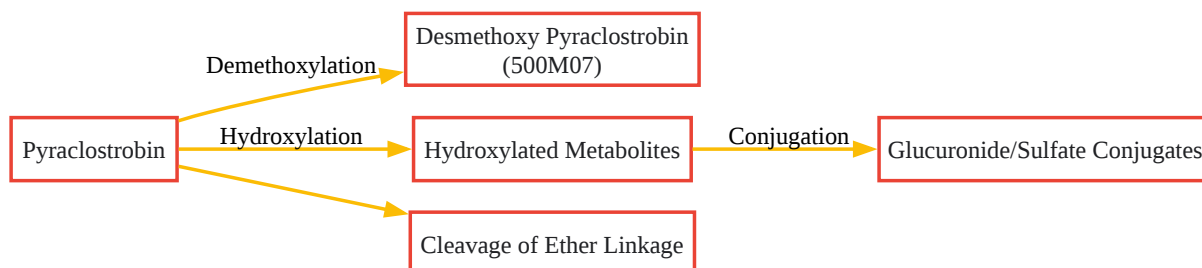 Desmethoxy Pyraclostrobin
(500M07)
Demethoxylation
Pyraclostrobin
Hydroxylation
Hydroxylated Metabolites
Conjugation
Glucuronide/Sulfate Conjugates
Cleavage of Ether Linkage